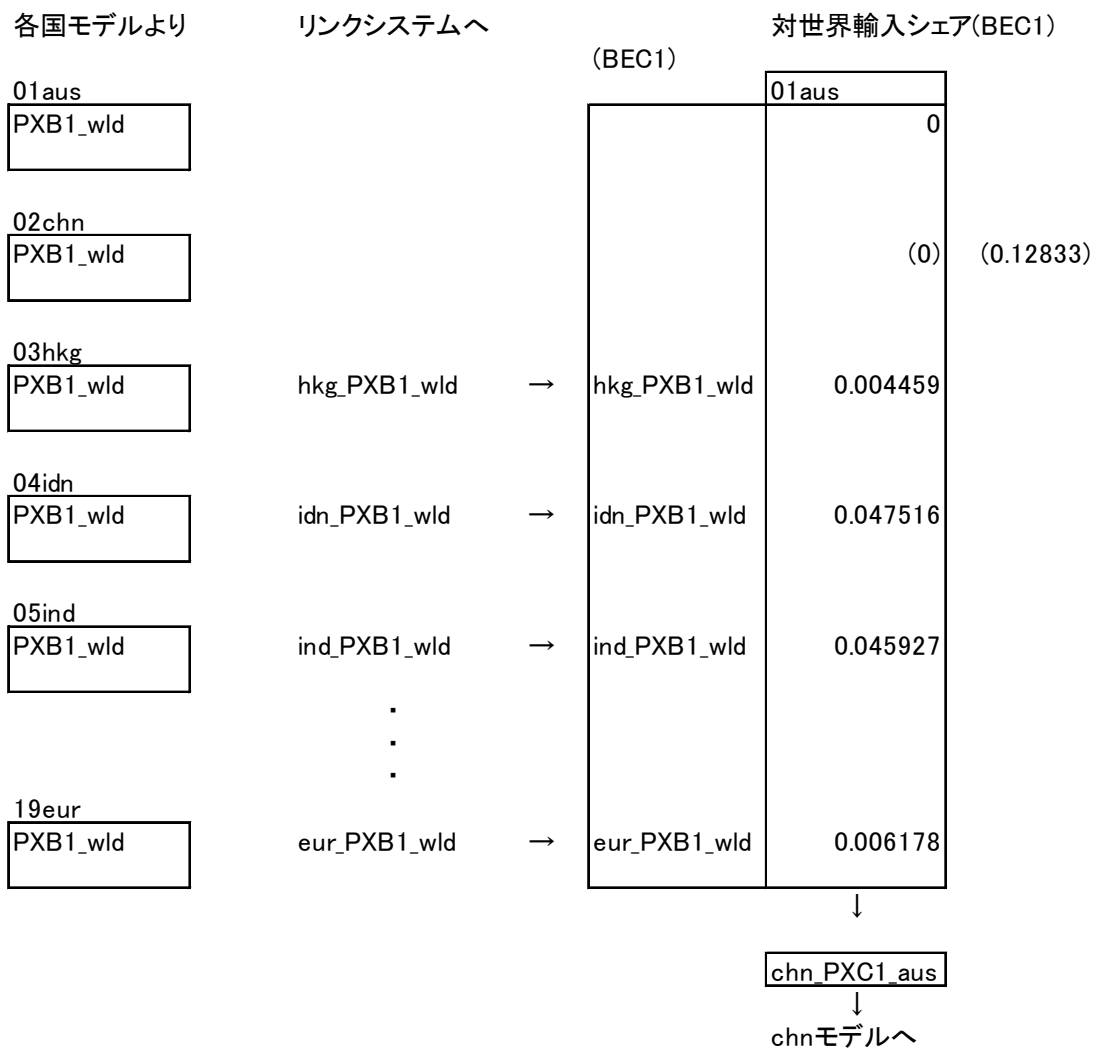 各国モデルより リンクシステムへ 対世界輸入シェア(BEC1)
(BEC1)
01aus 01aus
PXB1_wld 0
02chn
PXB1_wld (0) (0.12833)
03hkg
PXB1_wld hkg_PXB1_wld → hkg_PXB1_wld 0.004459
04idn
PXB1_wld idn_PXB1_wld → idn_PXB1_wld 0.047516
05ind
PXB1_wld ind_PXB1_wld → ind_PXB1_wld 0.045927
・
・
・
19eur
PXB1_wld eur_PXB1_wld → eur_PXB1_wld 0.006178
↓
chn_PXC1_aus
↓
chnモデルへ